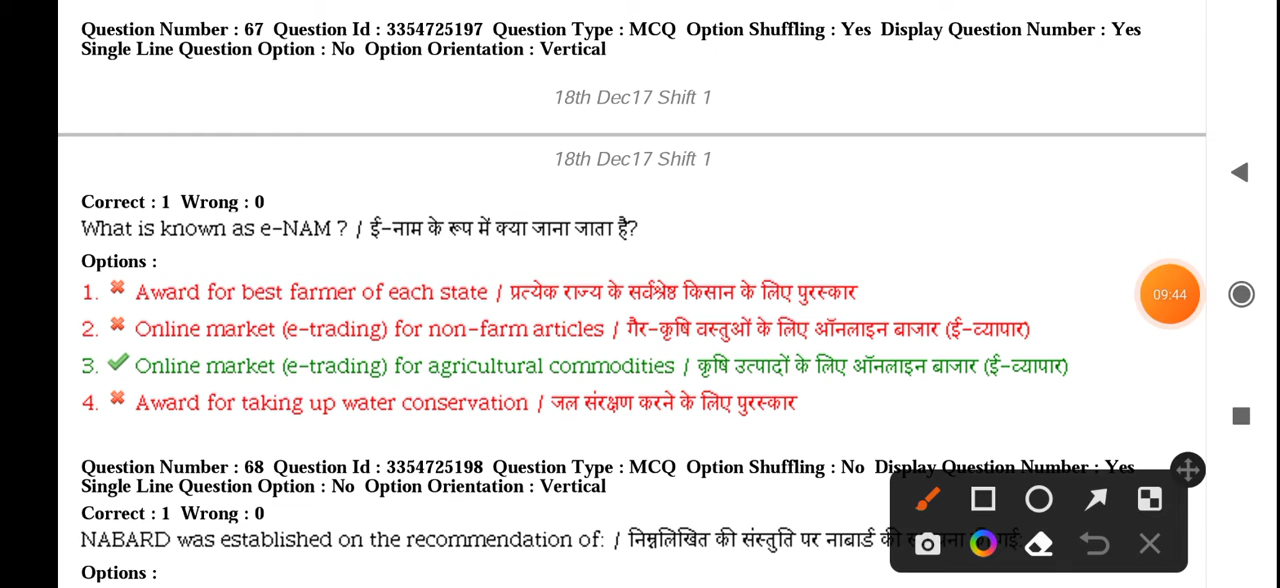 Question Number : 67 Question Id : 3354725197 Question Type : MCQ Option Shuffling : Yes Display Question Number : Yes
Single Line Question Option : No Option Orientation : Vertical
18th Dec17 Shift 1
18th Dec17 Shift 1
Correct : 1 Wrong : 0
What is known as e-NAM ? / ई-नाम के रूप में क्या जाना जाता है?
Options :
1. Award for best farmer of each state / प्रत्येक राज्य के सर्वश्रेष्ठ किसान के लिए पुरस्कार
09:44
2. Online market (e-trading) for non-farm articles / गैर-कृषि वस्तुओं के लिए ऑनलाइन बाजार (ई-व्यापार)
3. Online market (e-trading) for agricultural commodities / कृषि उत्पादों के लिए ऑनलाइन बाजार (ई-व्यापार)
4. Award for taking up water conservation / जल संरक्षण करने के लिए पुरस्कार
Question Number : 68 Question Id : 3354725198 Question Type : MCQ Option Shuffling : No Display Question Number : Yes
Single Line Question Option : No Option Orientation : Vertical
Correct : 1 Wrong : 0
NABARD was established on the recommendation of: / निम्नलिखित की संस्तुति पर नाबार्ड की
Options :